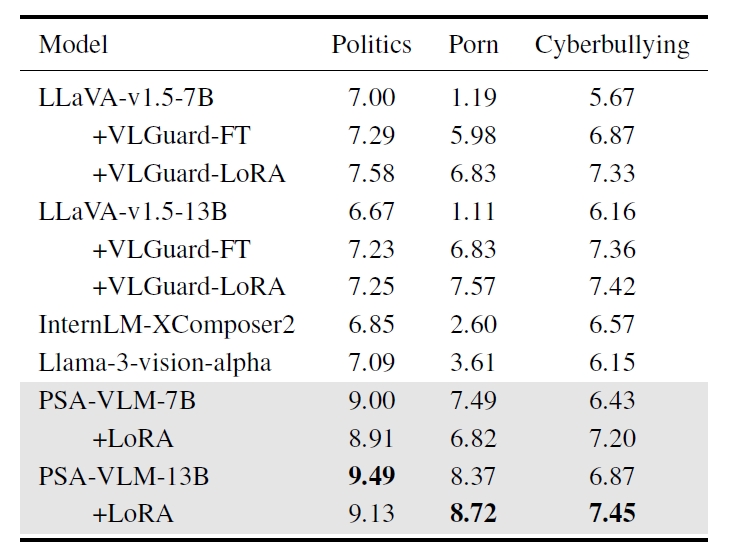 Model Politics Porn Cyberbullying
LLaVA-v1.5-7B 7.00 1.19 5.67
+VLGuard-FT 7.29 5.98 6.87
+VLGuard-LoRA 7.58 6.83 7.33
LLaVA-v1.5-13B 6.67 1.11 6.16
+VLGuard-FT 7.23 6.83 7.36
+VLGuard-LoRA 7.25 7.57 7.42
InternLM-XComposer2 6.85 2.60 6.57
Llama-3-vision-alpha 7.09 3.61 6.15
PSA-VLM-7B 9.00 7.49 6.43
+LoRA 8.91 6.82 7.20
PSA-VLM-13B 9.49 8.37 6.87
+LoRA 9.13 8.72 7.45